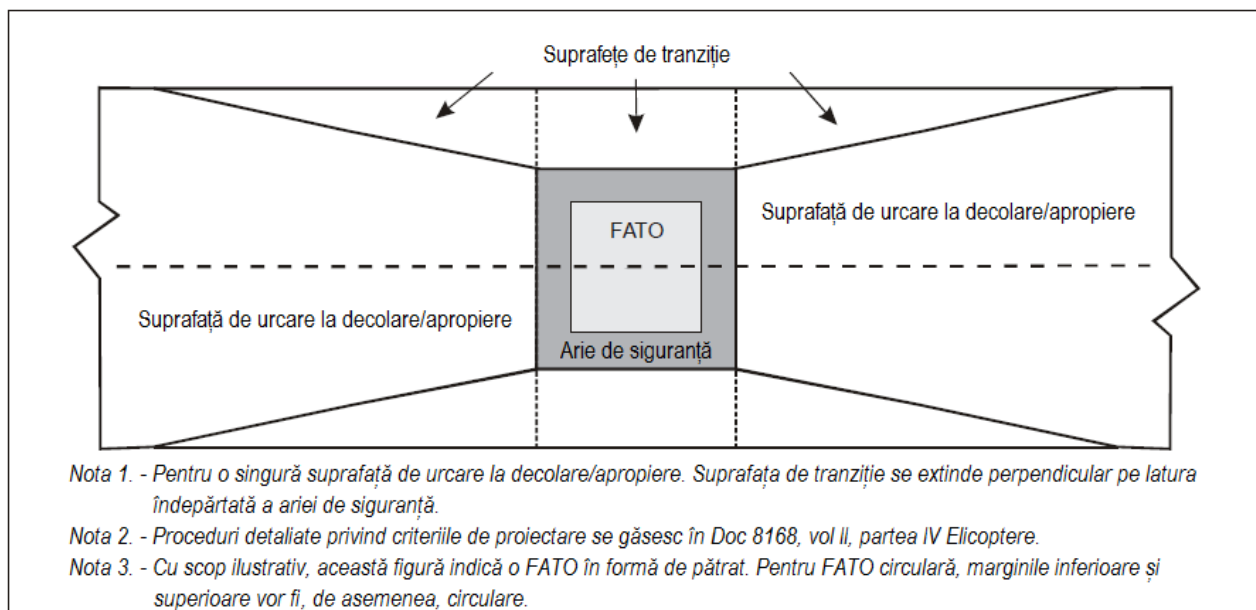 Suprafețe de tranziție
Suprafață de urcare la decolare/apropiere
FATO
Suprafață de urcare la decolare/apropiere
Arie de siguranță
Nota 1. - Pentru o singură suprafață de urcare la decolare/apropiere. Suprafața de tranziție se extinde perpendicular pe latura
îndepărtată a ariei de siguranță.
Nota 2. - Proceduri detaliate privind criteriile de proiectare se găsesc în Doc 8168, vol II, partea IV Elicoptere.
Nota 3. - Cu scop ilustrativ, această figură indică o FATO în formă de pătrat. Pentru FATO circulară, marginile inferioare și
superioare vor fi, de asemenea, circulare.